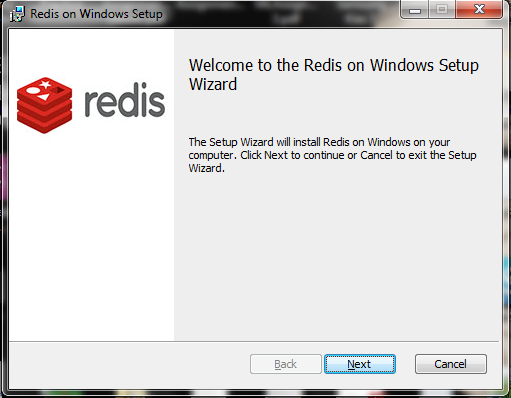 Redis on Windows Setup
redis
Welcome to the Redis on Windows Setup
Wizard
The Setup Wizard will install Redis on Windows on your
computer. Click Next to continue or Cancel to exit the Setup
Wizard.
Back
Next
Cancel